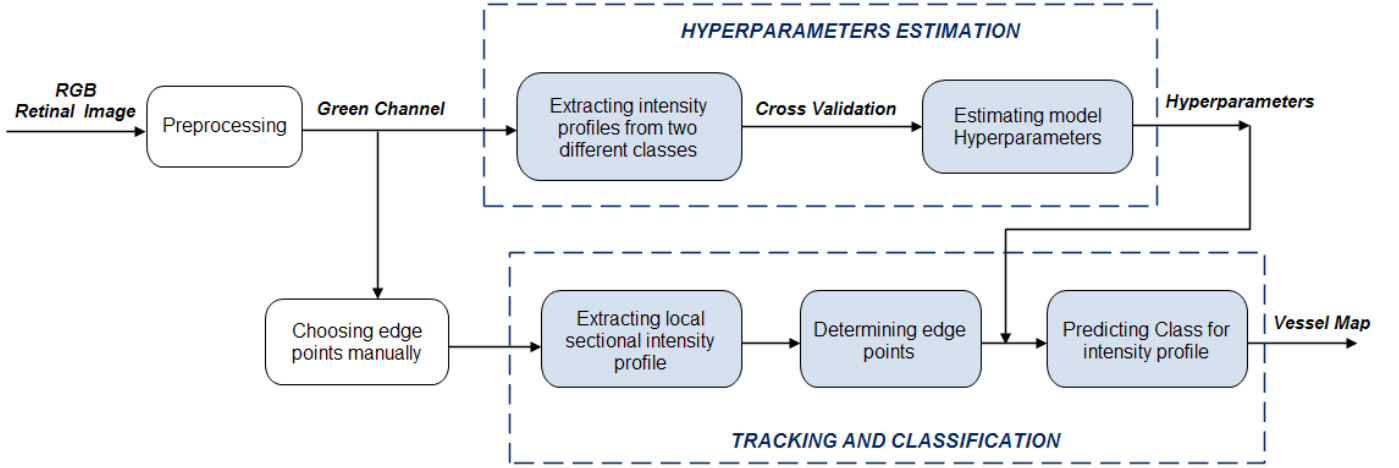 HYPERPARAMETERS ESTIMATION
RGB
Retinal Image
Preprocessing
Green Channel
Extracting intensity
profiles from two
different classes
Cross Validation
Estimating model
Hyperparameters
Hyperparameters
Choosing edge
points manually
Extracting local
sectional intensity
profile
Determining edge
points
Predicting Class for
intensity profile
Vessel Map
TRACKING AND CLASSIFICATION